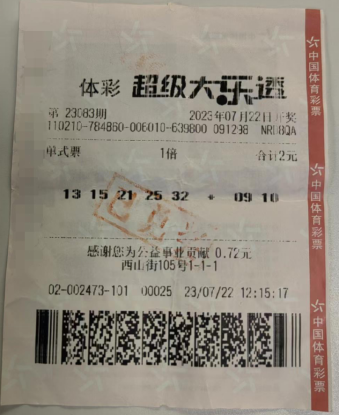 体彩 超级大乐透
第 23083期 2023年07月22日开奖
110210-784860-006010-639800 091298 NRU8QA
单式票 1倍 合计2元
13 15 21 25 32 + 09 10
已兑奖
感谢您为公益事业贡献 0.72元
西山街105号1-1-1
02-002473-101 00025 23/07/22 12:15:17
中国体育彩票
中国体育彩票
中国体育彩票